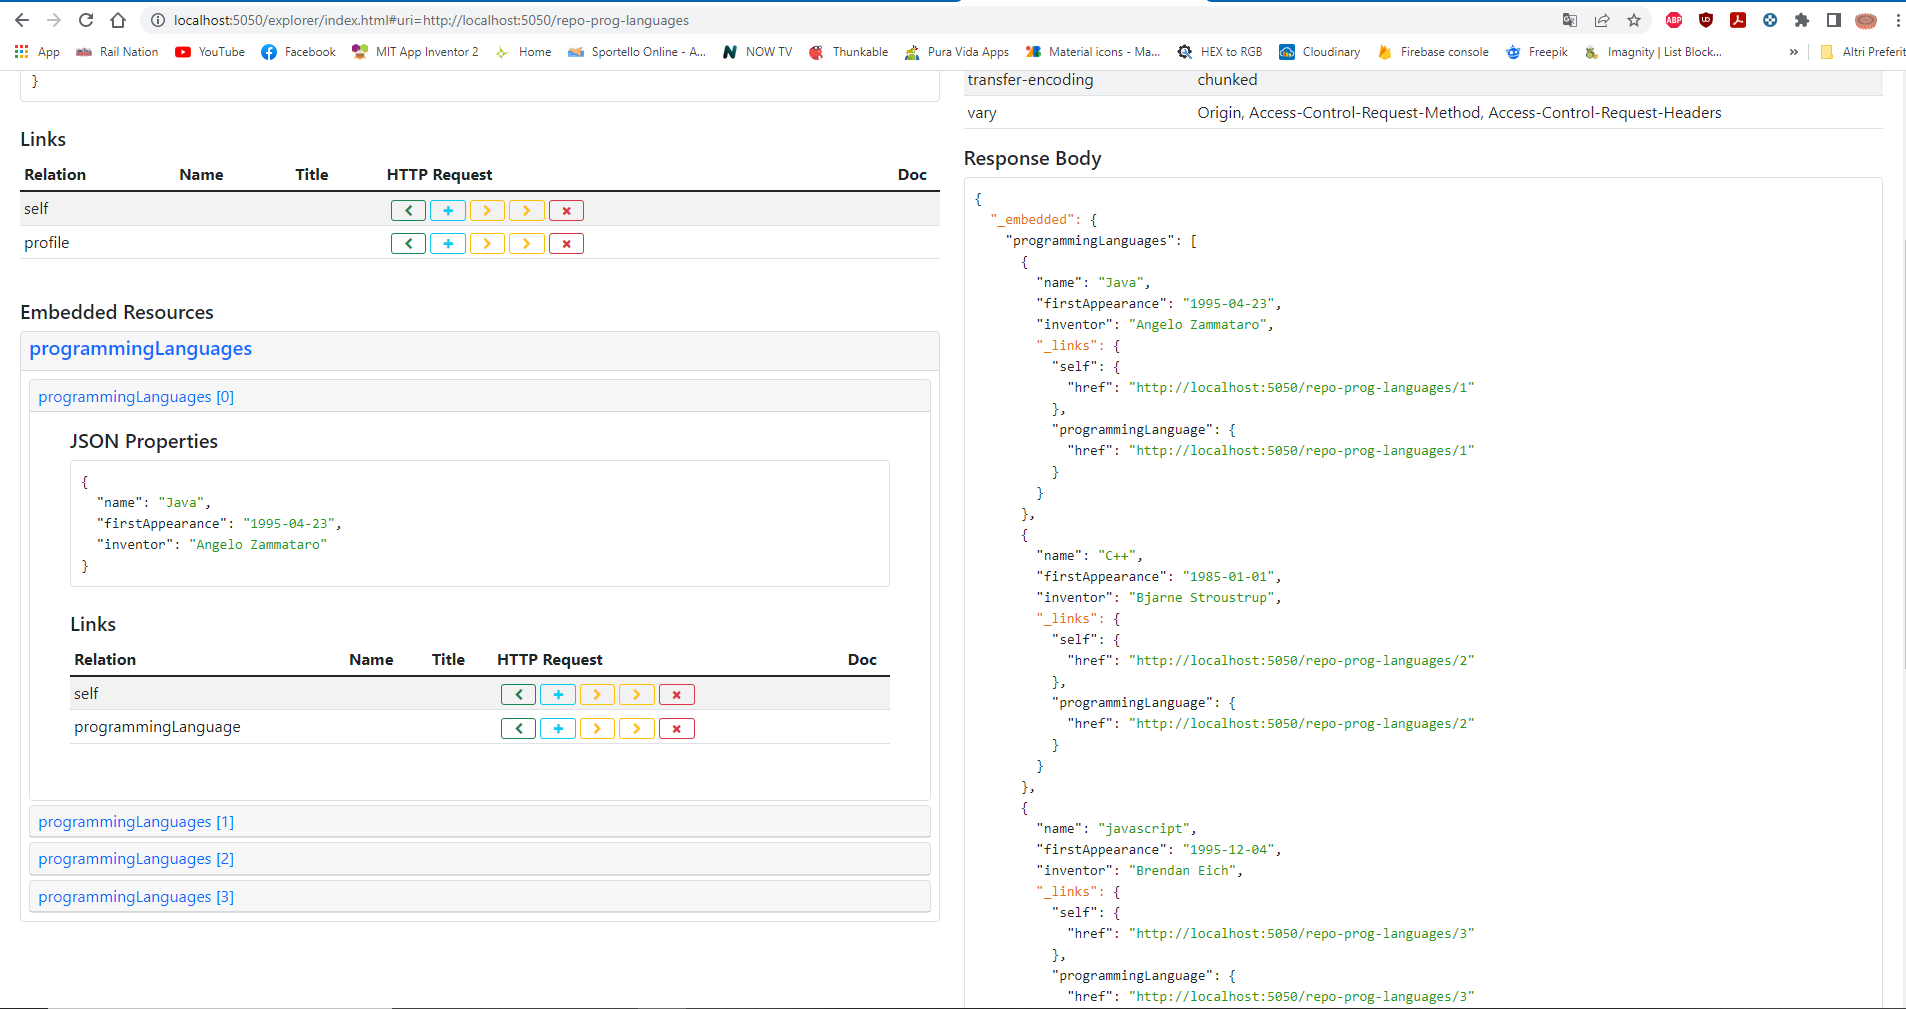 localhost:5050/explorer/index.html#uri=http://localhost:5050/repo-prog-languages
App Rail Nation YouTube Facebook MIT App Inventor 2 Home Sportello Online - A... NOW TV Thunkable Pura Vida Apps Material icons - Ma... HEX to RGB Cloudinary Firebase console Freepik Imagnity | List Block... » Altri Preferit
}
Links
Relation Name Title HTTP Request Doc
self
profile
Embedded Resources
programmingLanguages
programmingLanguages [0]
JSON Properties
{
"name": "Java",
"firstAppearance": "1995-04-23",
"inventor": "Angelo Zammataro"
}
Links
Relation Name Title HTTP Request Doc
self
programmingLanguage
programmingLanguages [1]
programmingLanguages [2]
programmingLanguages [3]
transfer-encoding chunked
vary Origin, Access-Control-Request-Method, Access-Control-Request-Headers
Response Body
{
"_embedded": {
"programmingLanguages": [
{
"name": "Java",
"firstAppearance": "1995-04-23",
"inventor": "Angelo Zammataro",
"_links": {
"self": {
"href": "http://localhost:5050/repo-prog-languages/1"
},
"programmingLanguage": {
"href": "http://localhost:5050/repo-prog-languages/1"
}
}
},
{
"name": "C++",
"firstAppearance": "1985-01-01",
"inventor": "Bjarne Stroustrup",
"_links": {
"self": {
"href": "http://localhost:5050/repo-prog-languages/2"
},
"programmingLanguage": {
"href": "http://localhost:5050/repo-prog-languages/2"
}
}
},
{
"name": "javascript",
"firstAppearance": "1995-12-04",
"inventor": "Brendan Eich",
"_links": {
"self": {
"href": "http://localhost:5050/repo-prog-languages/3"
},
"programmingLanguage": {
"href": "http://localhost:5050/repo-prog-languages/3"